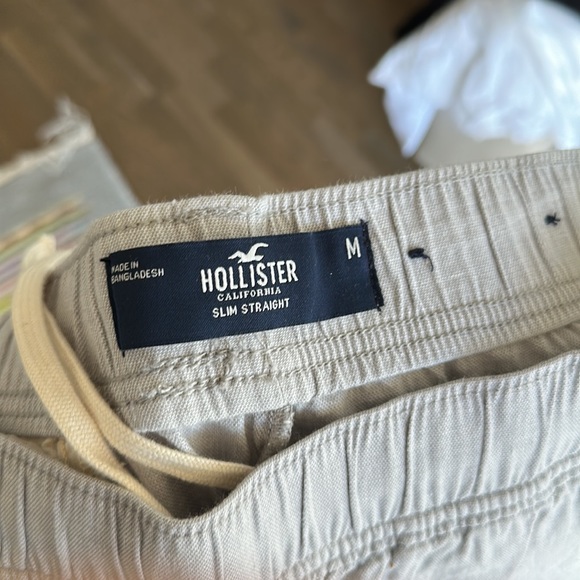 MADE IN
BANGLADESH
HOLLISTER
CALIFORNIA
SLIM STRAIGHT
M